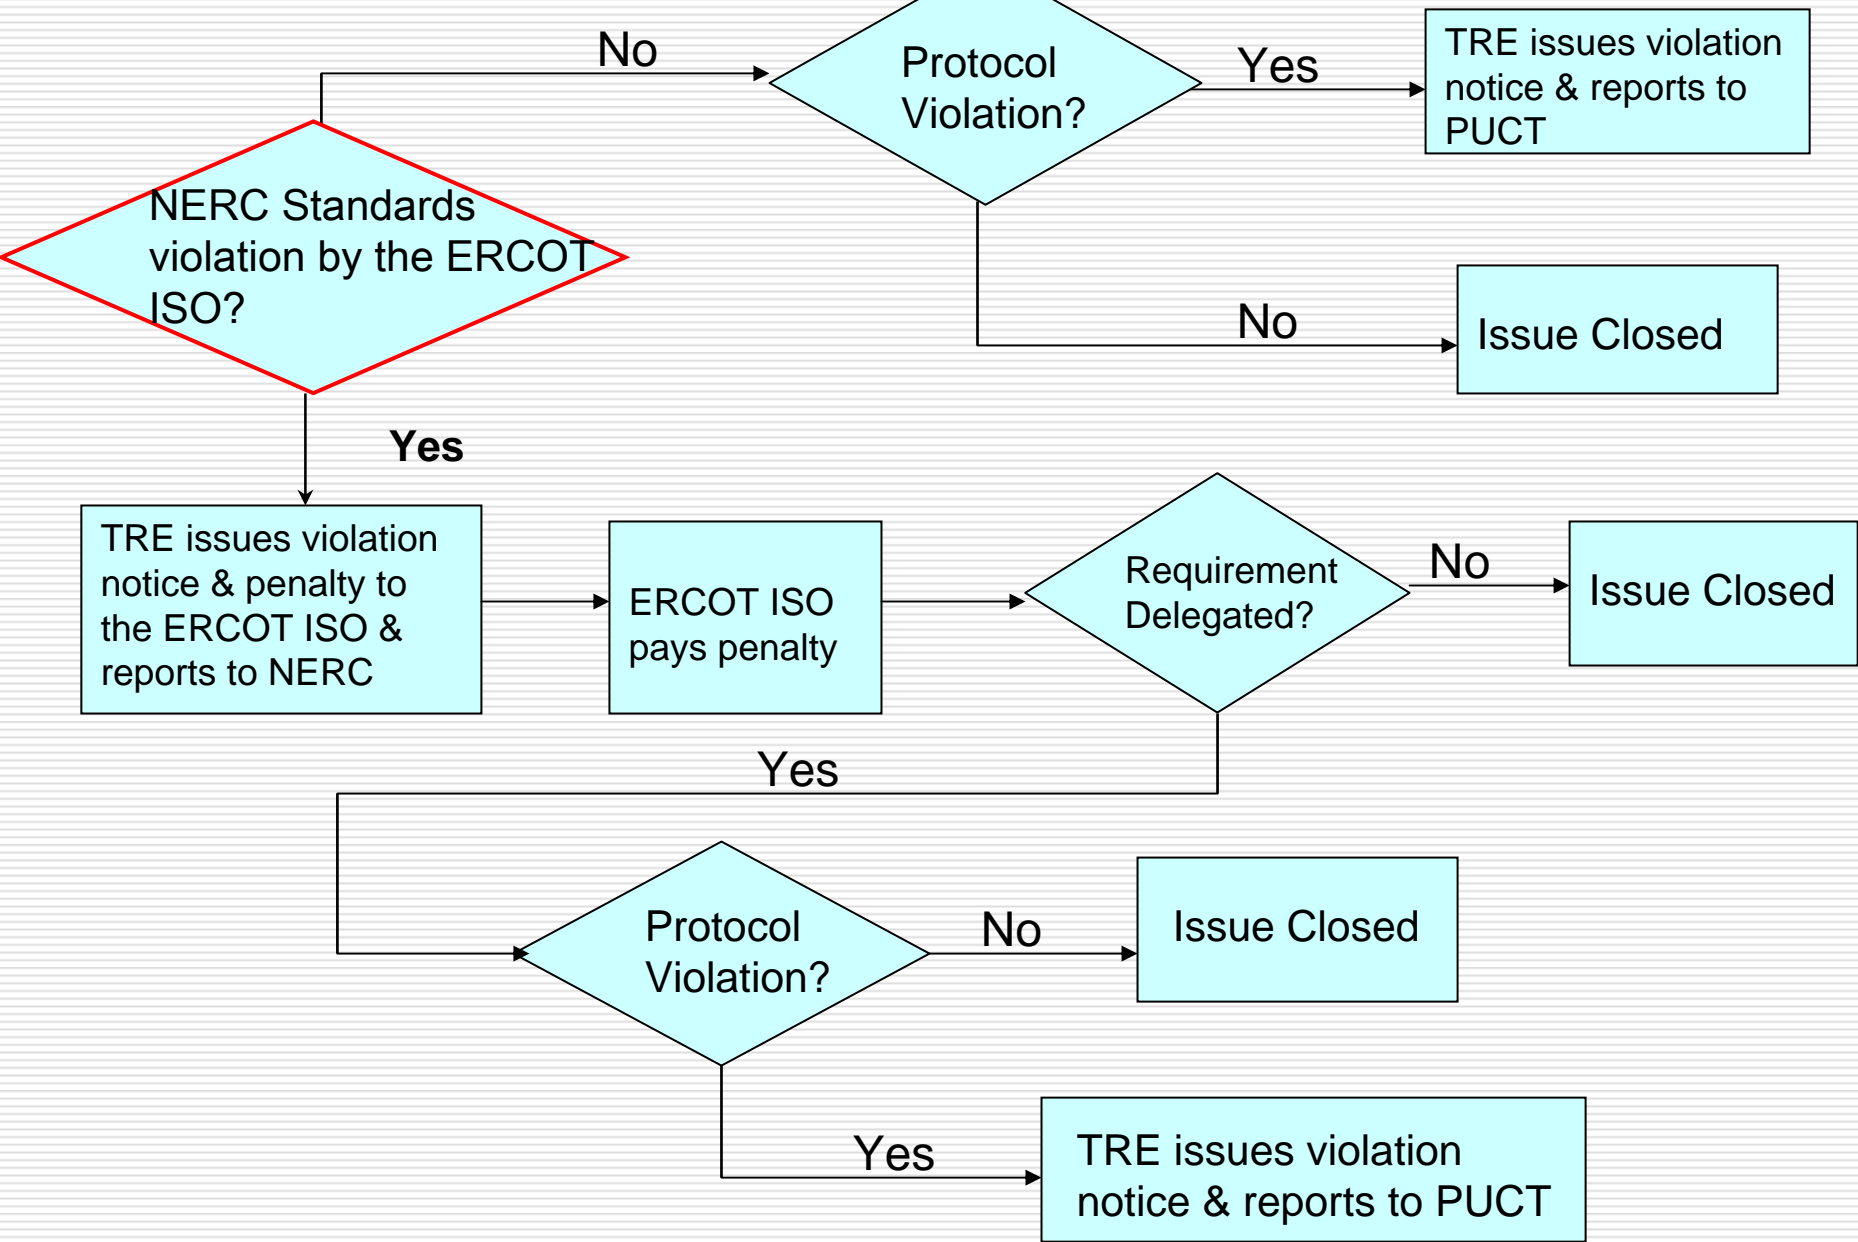 No
Protocol
Violation?
Yes
TRE issues violation
notice & reports to
PUCT
NERC Standards
violation by the ERCOT
ISO?
No
Issue Closed
Yes
TRE issues violation
notice & penalty to
the ERCOT ISO &
reports to NERC
ERCOT ISO
pays penalty
Requirement
Delegated?
No
Issue Closed
Yes
Protocol
Violation?
No
Issue Closed
Yes
TRE issues violation
notice & reports to PUCT